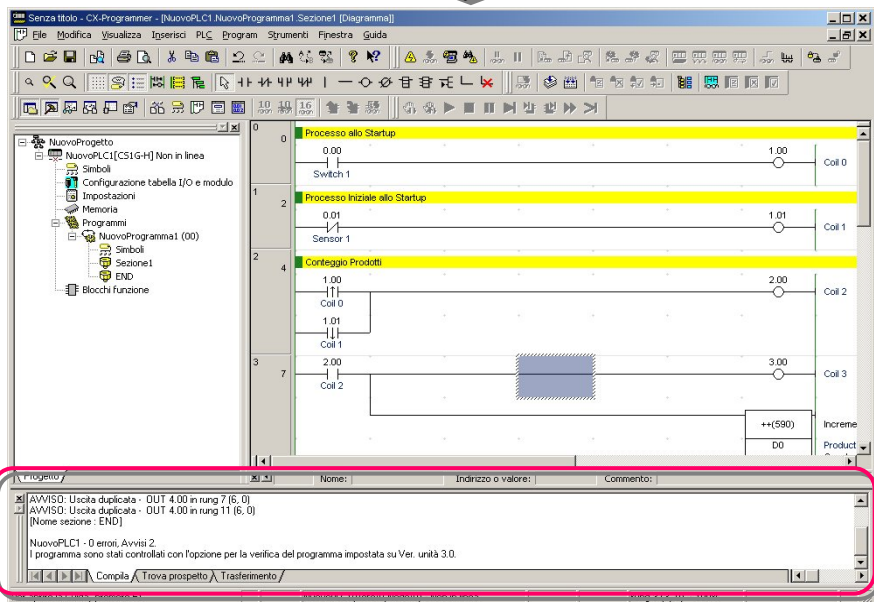 Senza titolo - CX-Programmer - [NuovoPLC1.NuovoProgramma1.Sezione1 [Diagramma]]
File Modifica Visualizza Inserisci PLC Program Strumenti Finestra Guida
NuovoProgetto
NuovoPLC1[CS1G-H] Non in linea
Simboli
Configurazione tabella I/O e modulo
Impostazioni
Memoria
Programmi
NuovoProgramma1 (00)
Simboli
Sezione1
END
Blocchi funzione
Progetto
0
0
Processo allo Startup
0.00
1.00
Switch 1
Coil 0
1
2
Processo Iniziale allo Startup
0.01
1.01
Sensor 1
Coil 1
2
4
Conteggio Prodotti
1.00
2.00
Coil 0
Coil 2
1.01
Coil 1
3
7
2.00
3.00
Coil 2
Coil 3
++(590)
Increme
D0
Product
Nome:
Indirizzo o valore:
Commento:
AVVISO: Uscita duplicata - OUT 4.00 in rung 7 (6, 0)
AVVISO: Uscita duplicata - OUT 4.00 in rung 11 (6, 0)
[Nome sezione : END]
NuovoPLC1 - 0 errori, Avvisi 2.
I programma sono stati controllati con l'opzione per la verifica del programma impostata su Ver. unità 3.0.
Compila
Trova prospetto
Trasferimento